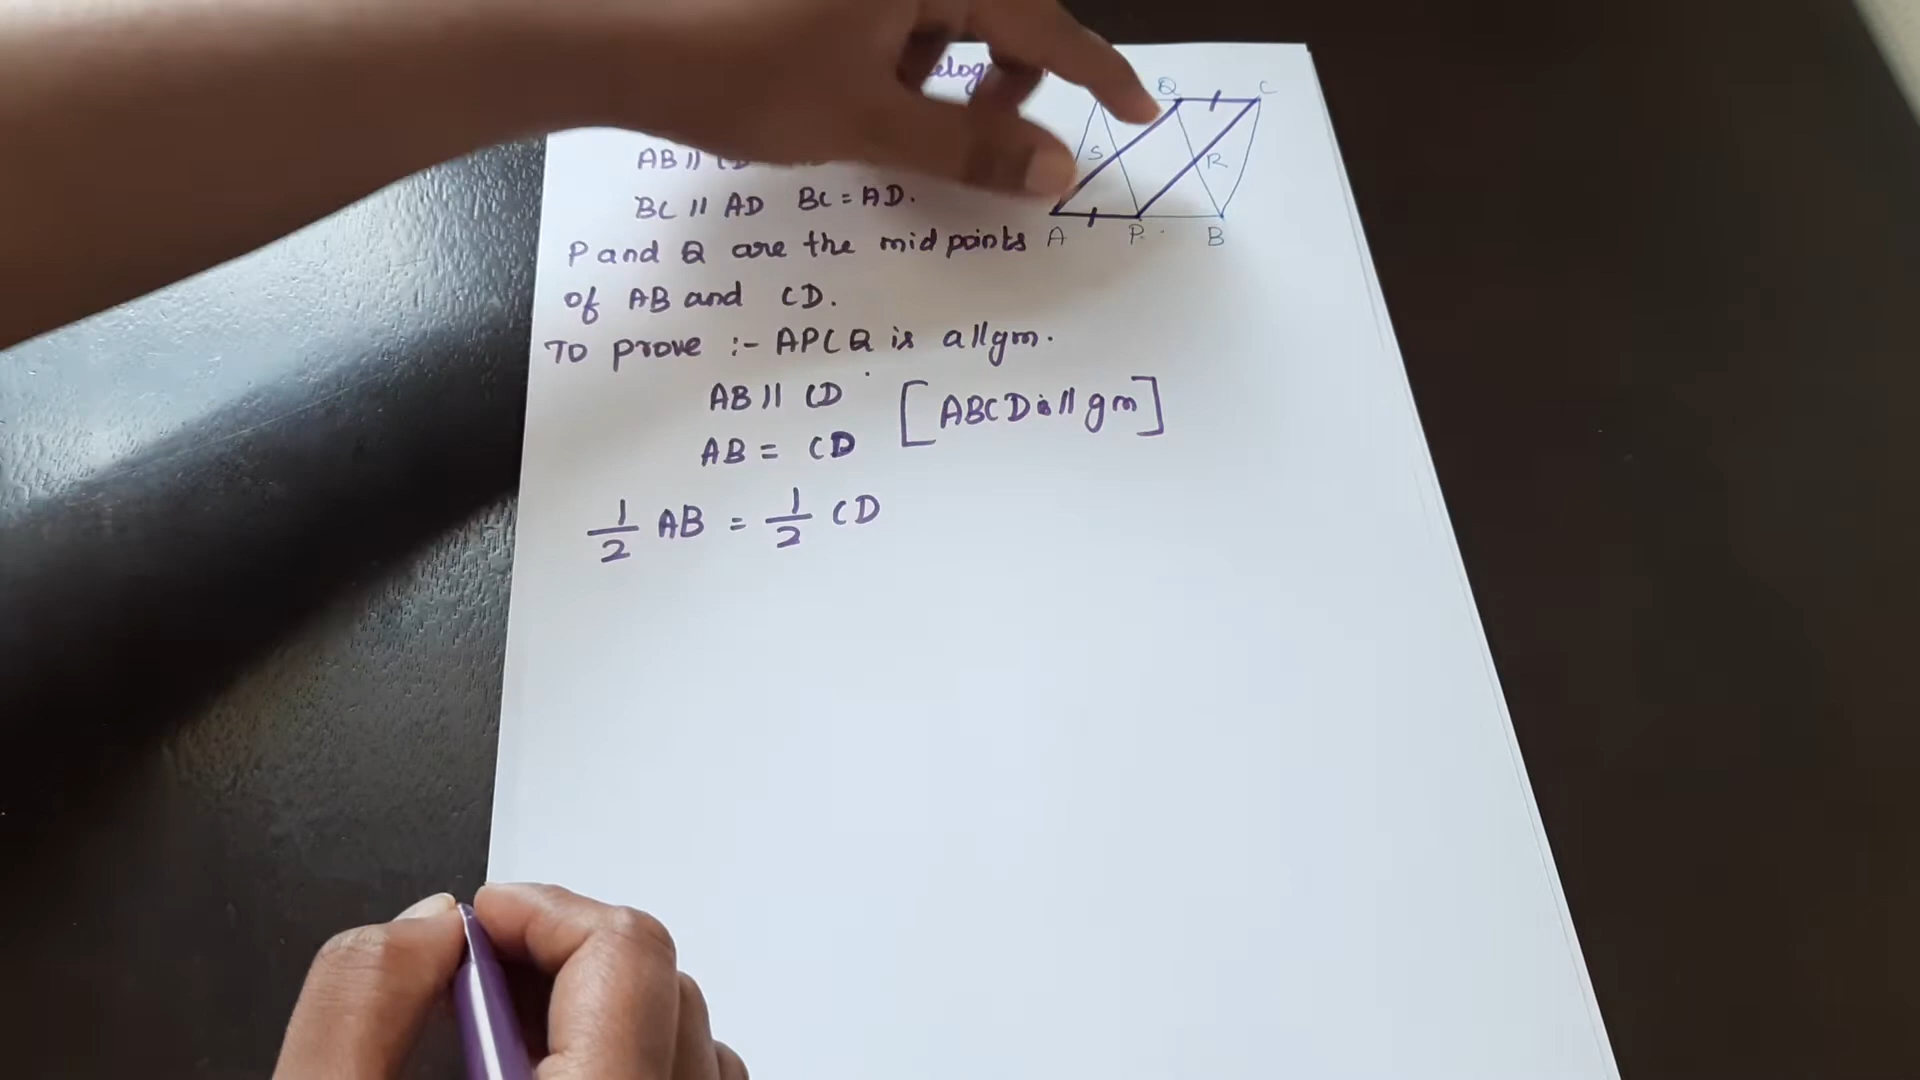 AB ||
BC || AD BC = AD.
P and Q are the mid points
of AB and CD.
To prove :- APCQ is a ||gm.
AB || CD
AB = CD
[ABCD is || gm]
1/2 AB = 1/2 CD
Q C
S R
A P B